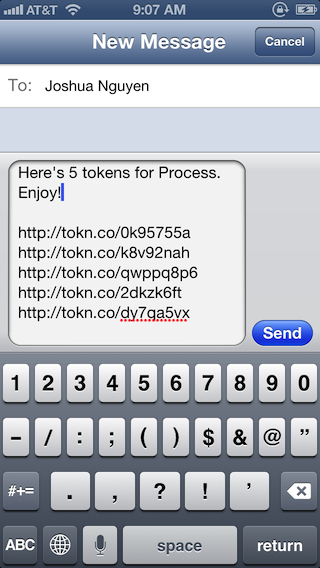 AT&T 9:07 AM
New Message Cancel
To: Joshua Nguyen
Here's 5 tokens for Process.
Enjoy!
http://tokn.co/0k95755a
http://tokn.co/k8v92nah
http://tokn.co/qwppq8p6
http://tokn.co/2dkzk6ft
http://tokn.co/dy7ga5vx
Send
1 2 3 4 5 6 7 8 9 0
- / : ; ( ) $ & @ "
#+= . , ? ! '
ABC space return